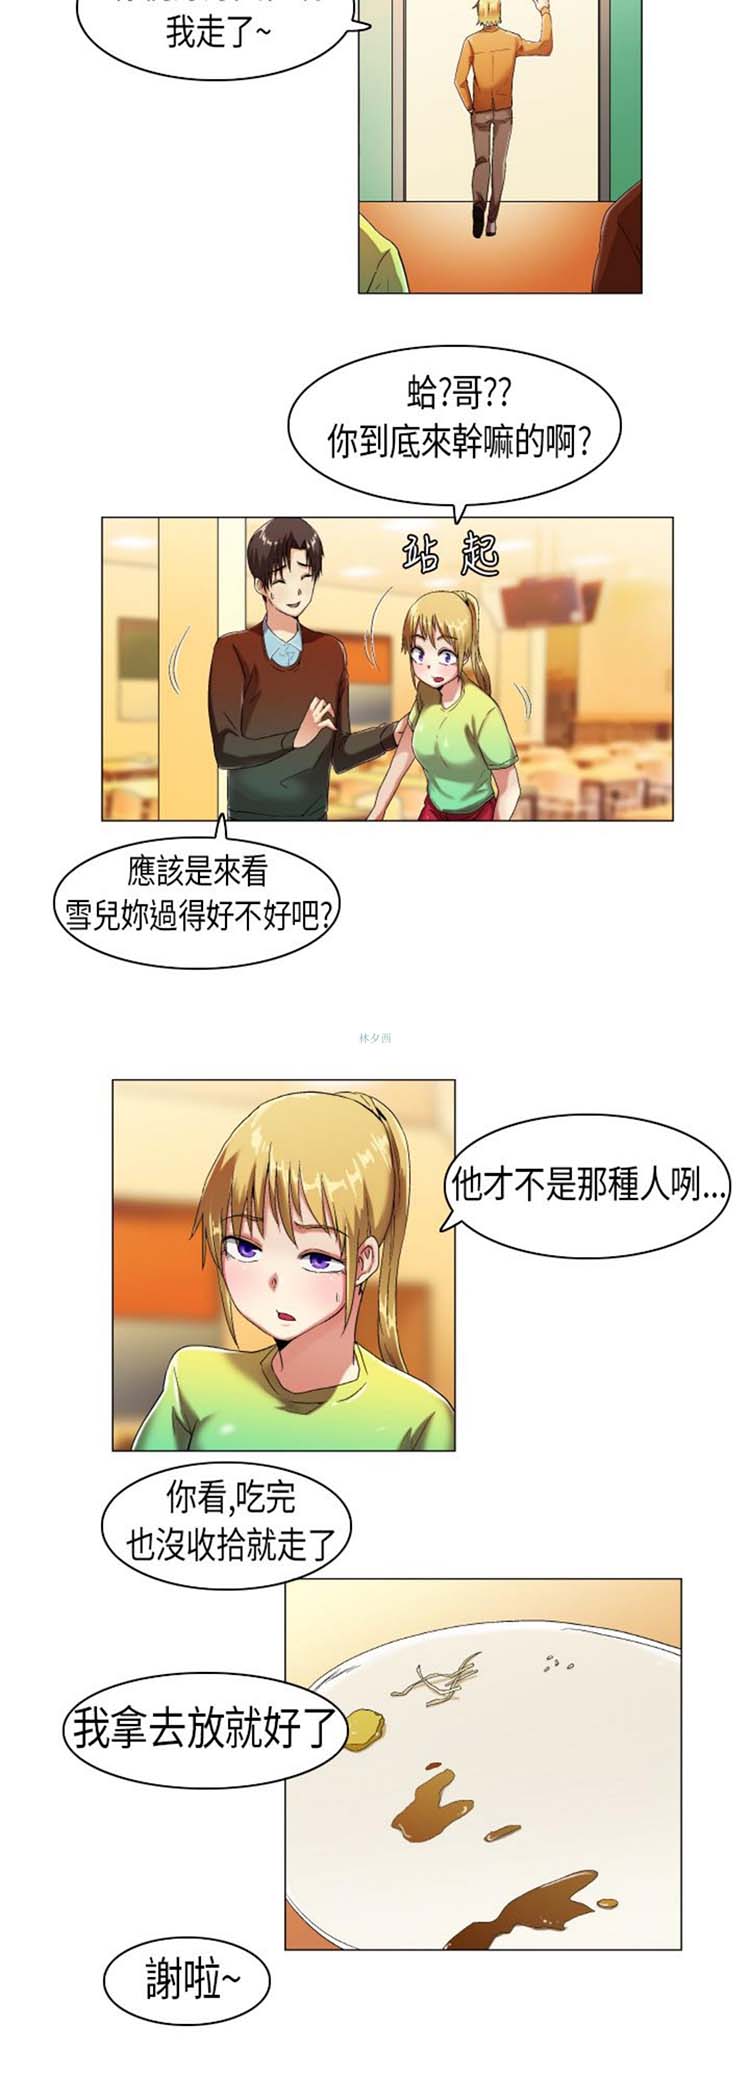 我走了~
蛤?哥??
你到底來幹嘛的啊?
站起
應該是來看
雪兒妳過得好不好吧?
林夕西
他才不是那種人咧...
你看,吃完
也沒收拾就走了
我拿去放就好了
謝啦~